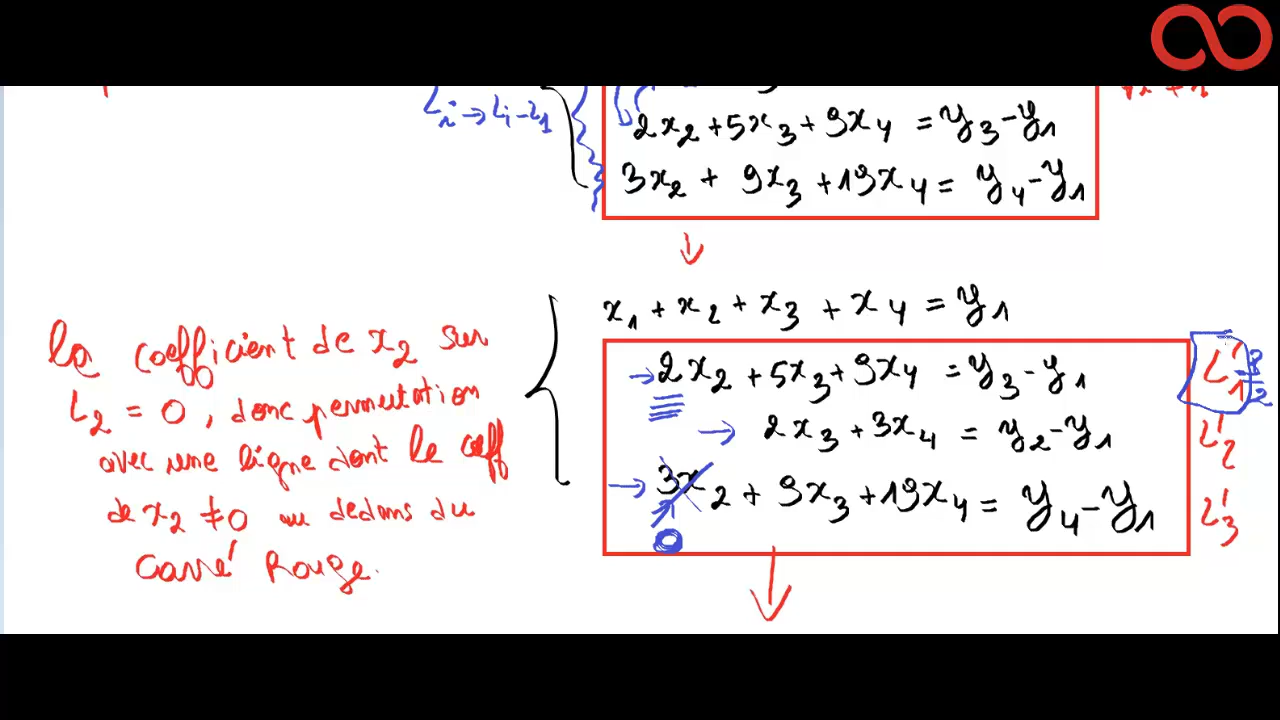 L_i → L_i - L_1
2x_2 + 5x_3 + 9x_4 = y_3 - y_1
3x_2 + 9x_3 + 19x_4 = y_4 - y_1
x_1 + x_2 + x_3 + x_4 = y_1
→ 2x_2 + 5x_3 + 9x_4 = y_3 - y_1 L'_1
→ 2x_3 + 3x_4 = y_2 - y_1 L'_2
→ 3x_2 + 9x_3 + 19x_4 = y_4 - y_1 L'_3
0
le coefficient de x_2 sur
L_2 = 0, donc permutation
avec une ligne dont le coeff
de x_2 ≠ 0 au dedans du
Carré Rouge.